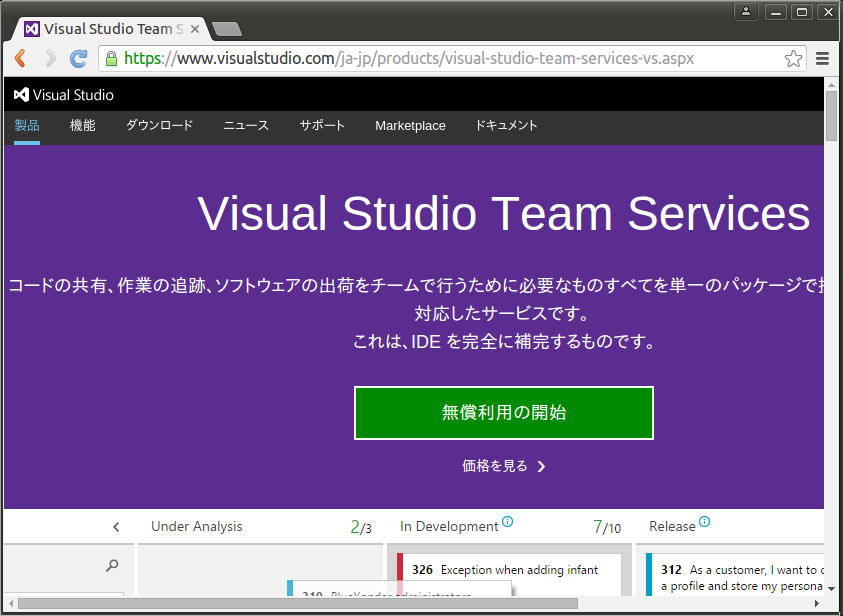 Visual Studio Team S
https://www.visualstudio.com/ja-jp/products/visual-studio-team-services-vs.aspx
Visual Studio
製品 機能 ダウンロード ニュース サポート Marketplace ドキュメント
Visual Studio Team Services
コードの共有、作業の追跡、ソフトウェアの出荷をチームで行うために必要なものすべてを単一のパッケージで
対応したサービスです。
これは、IDE を完全に補完するものです。
無償利用の開始
価格を見る
Under Analysis 2/3 In Development 7/10 Release
326 Exception when adding infant
312 As a customer, I want to
a profile and store my persona
310 BlueYonder administrators